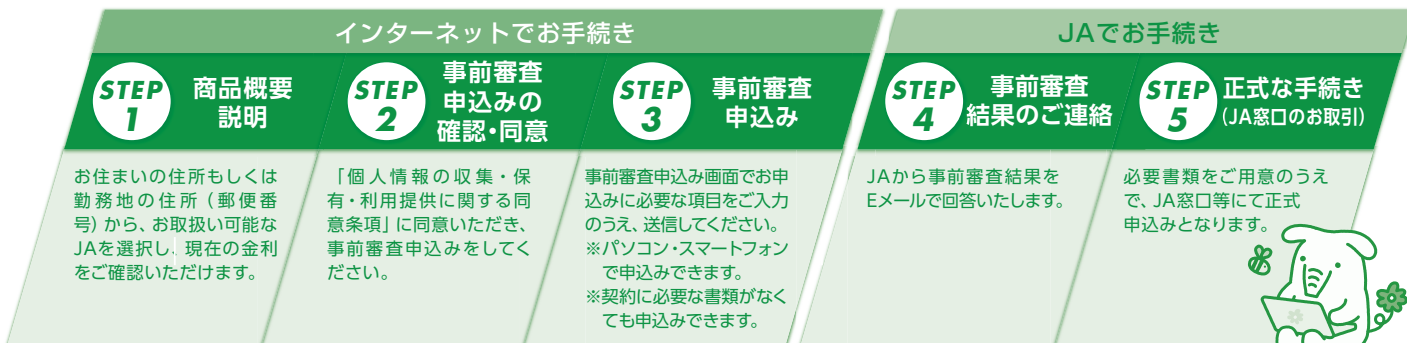 インターネットでお手続き
STEP
1
商品概要
説明
お住まいの住所もしくは
勤務地の住所（郵便番
号）から、お取扱い可能な
JAを選択し、現在の金利
をご確認いただけます。
STEP
2
事前審査
申込みの
確認・同意
「個人情報の収集・保
有・利用提供に関する同
意条項」に同意いただき、
事前審査申込みをしてく
ださい。
STEP
3
事前審査
申込み
事前審査申込み画面でお申
込みに必要な項目をご入力
のうえ、送信してください。
※パソコン・スマートフォン
で申込みできます。
※契約に必要な書類がなく
ても申込みできます。
JAでお手続き
STEP
4
事前審査
結果のご連絡
JAから事前審査結果を
Eメールで回答いたします。
STEP
5
正式な手続き
（JA窓口のお取引）
必要書類をご用意のうえ
で、JA窓口等にて正式
申込みとなります。